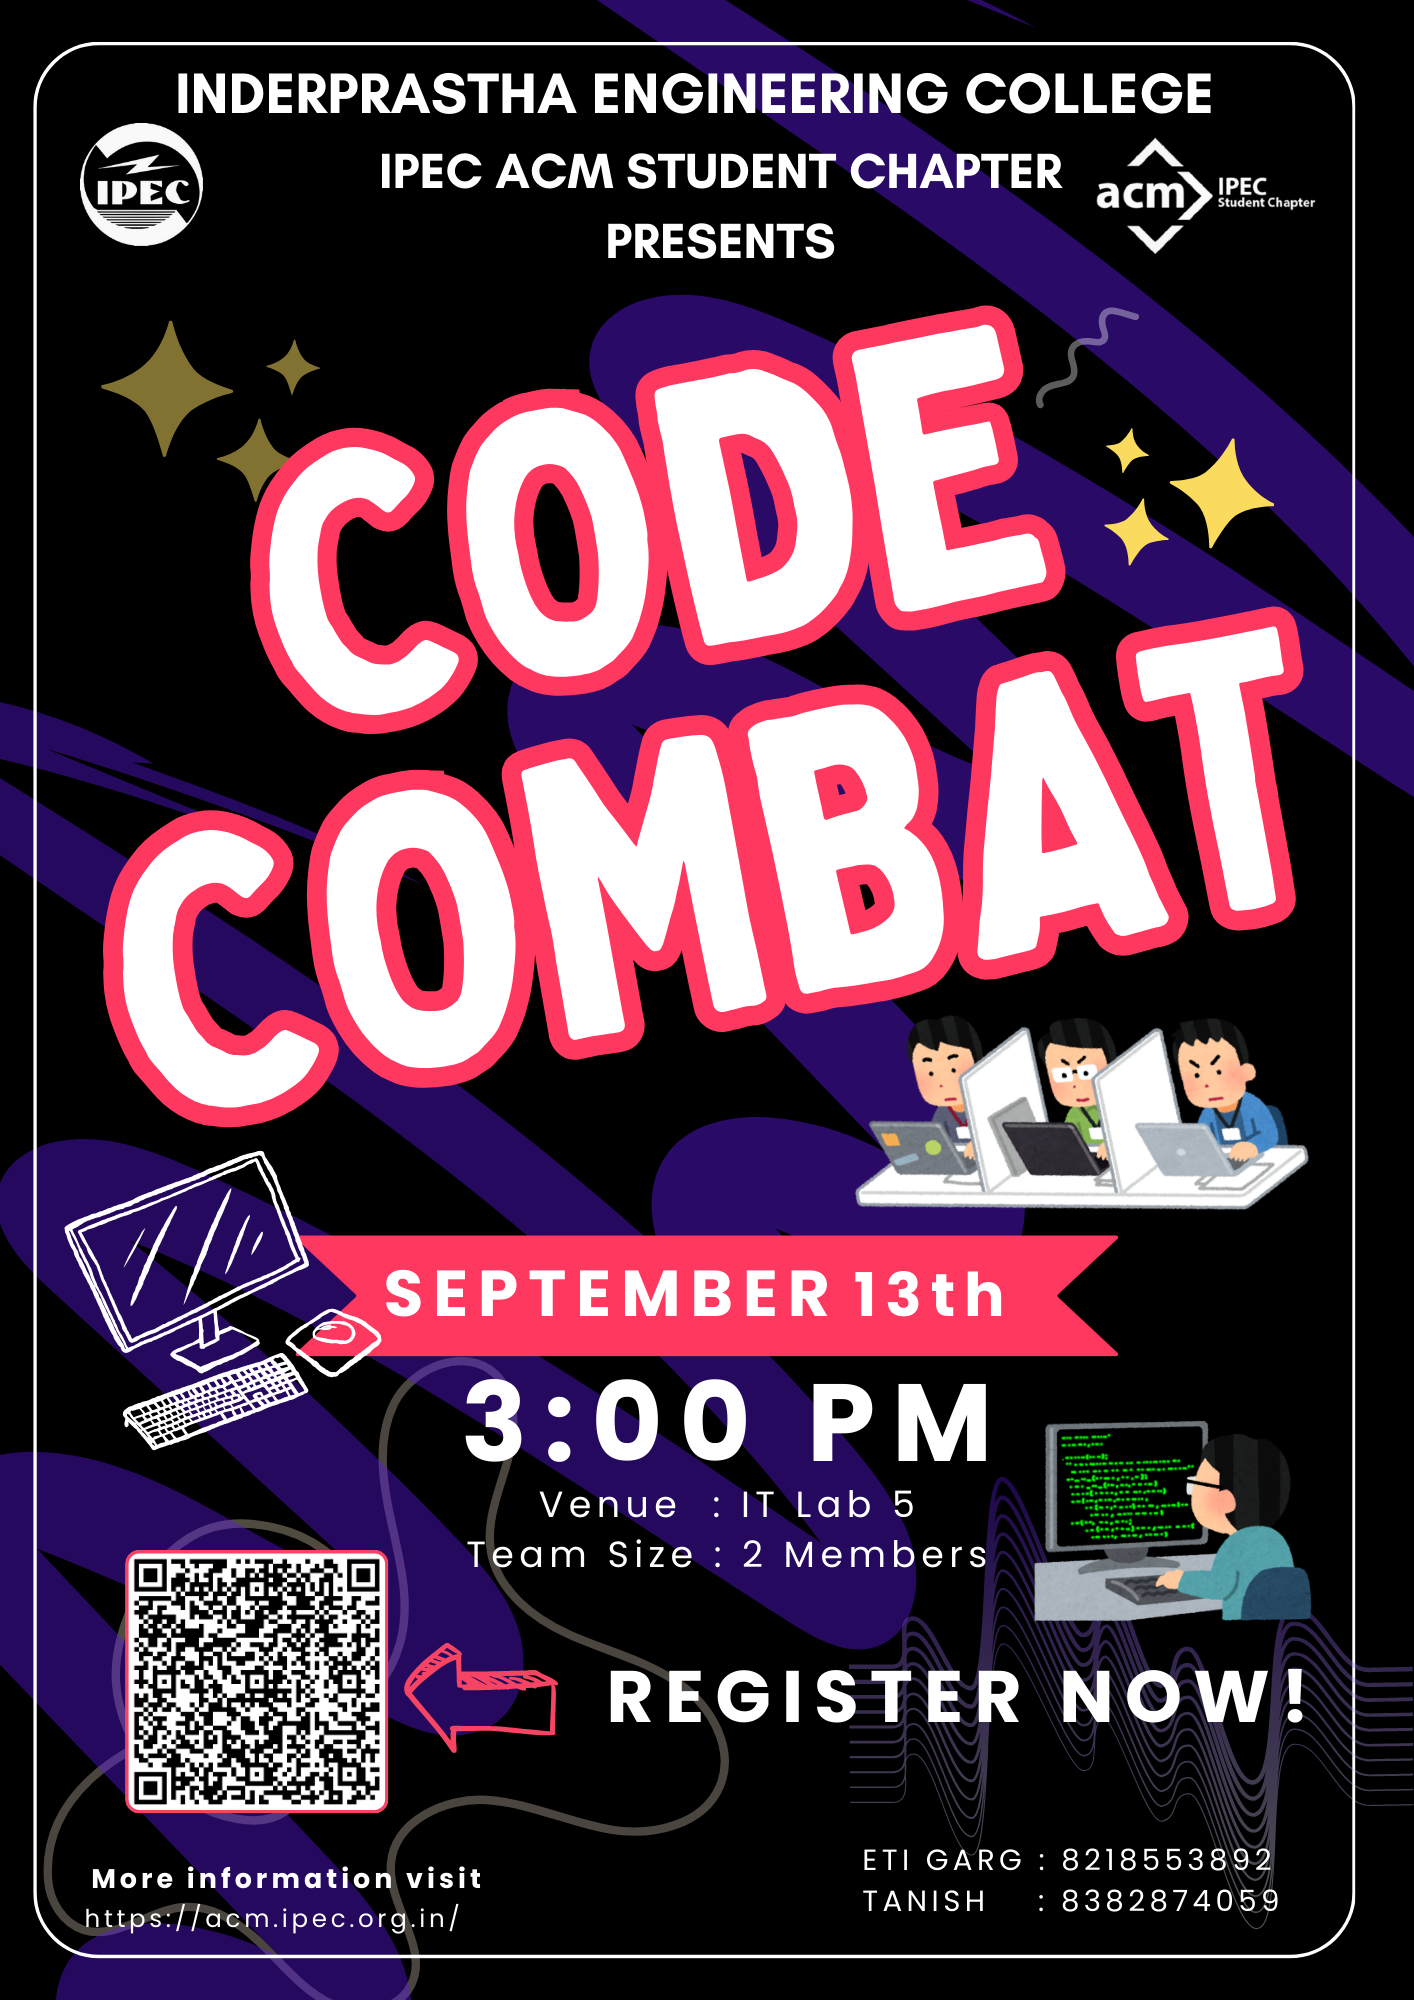 INDERPRASTHA ENGINEERING COLLEGE
IPEC ACM STUDENT CHAPTER
PRESENTS
IPEC
acm IPEC
Student Chapter
CODE
COMBAT
SEPTEMBER 13th
3:00 PM
Venue : IT Lab 5
Team Size : 2 Members
REGISTER NOW!
More information visit
https://acm.ipec.org.in/
ETI GARG : 8218553892
TANISH : 8382874059